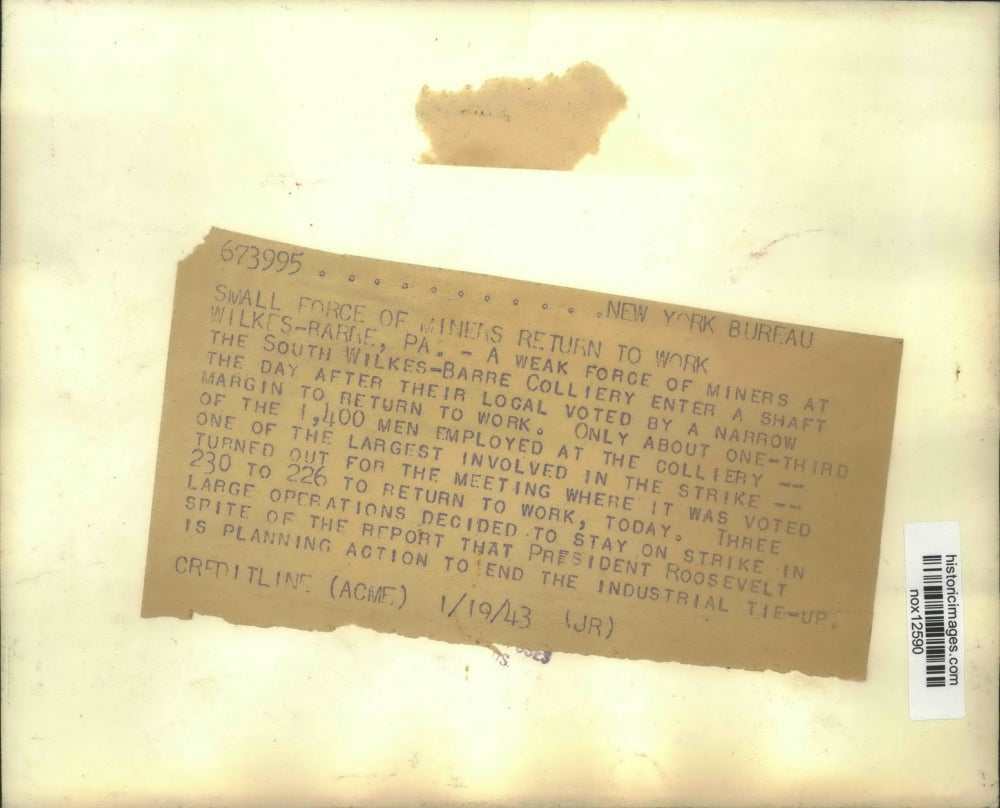 673995 . . . . . . . . . . NEW YORK BUREAU
SMALL FORCE OF MINERS RETURN TO WORK
WILKES-BARRE, PA. - A WEAK FORCE OF MINERS AT
THE SOUTH WILKES-BARRE COLLIERY ENTER A SHAFT
THE DAY AFTER THEIR LOCAL VOTED BY A NARROW
MARGIN TO RETURN TO WORK. ONLY ABOUT ONE-THIRD
OF THE 1,400 MEN EMPLOYED AT THE COLLIERY --
ONE OF THE LARGEST INVOLVED IN THE STRIKE --
TURNED OUT FOR THE MEETING WHERE IT WAS VOTED
230 TO 226 TO RETURN TO WORK, TODAY. THREE
LARGE OPERATIONS DECIDED TO STAY ON STRIKE IN
SPITE OF THE REPORT THAT PRESIDENT ROOSEVELT
IS PLANNING ACTION TO END THE INDUSTRIAL TIE-UP.
CREDITLINE (ACME) 1/19/43 (JR)
historicimages.com
nox12590